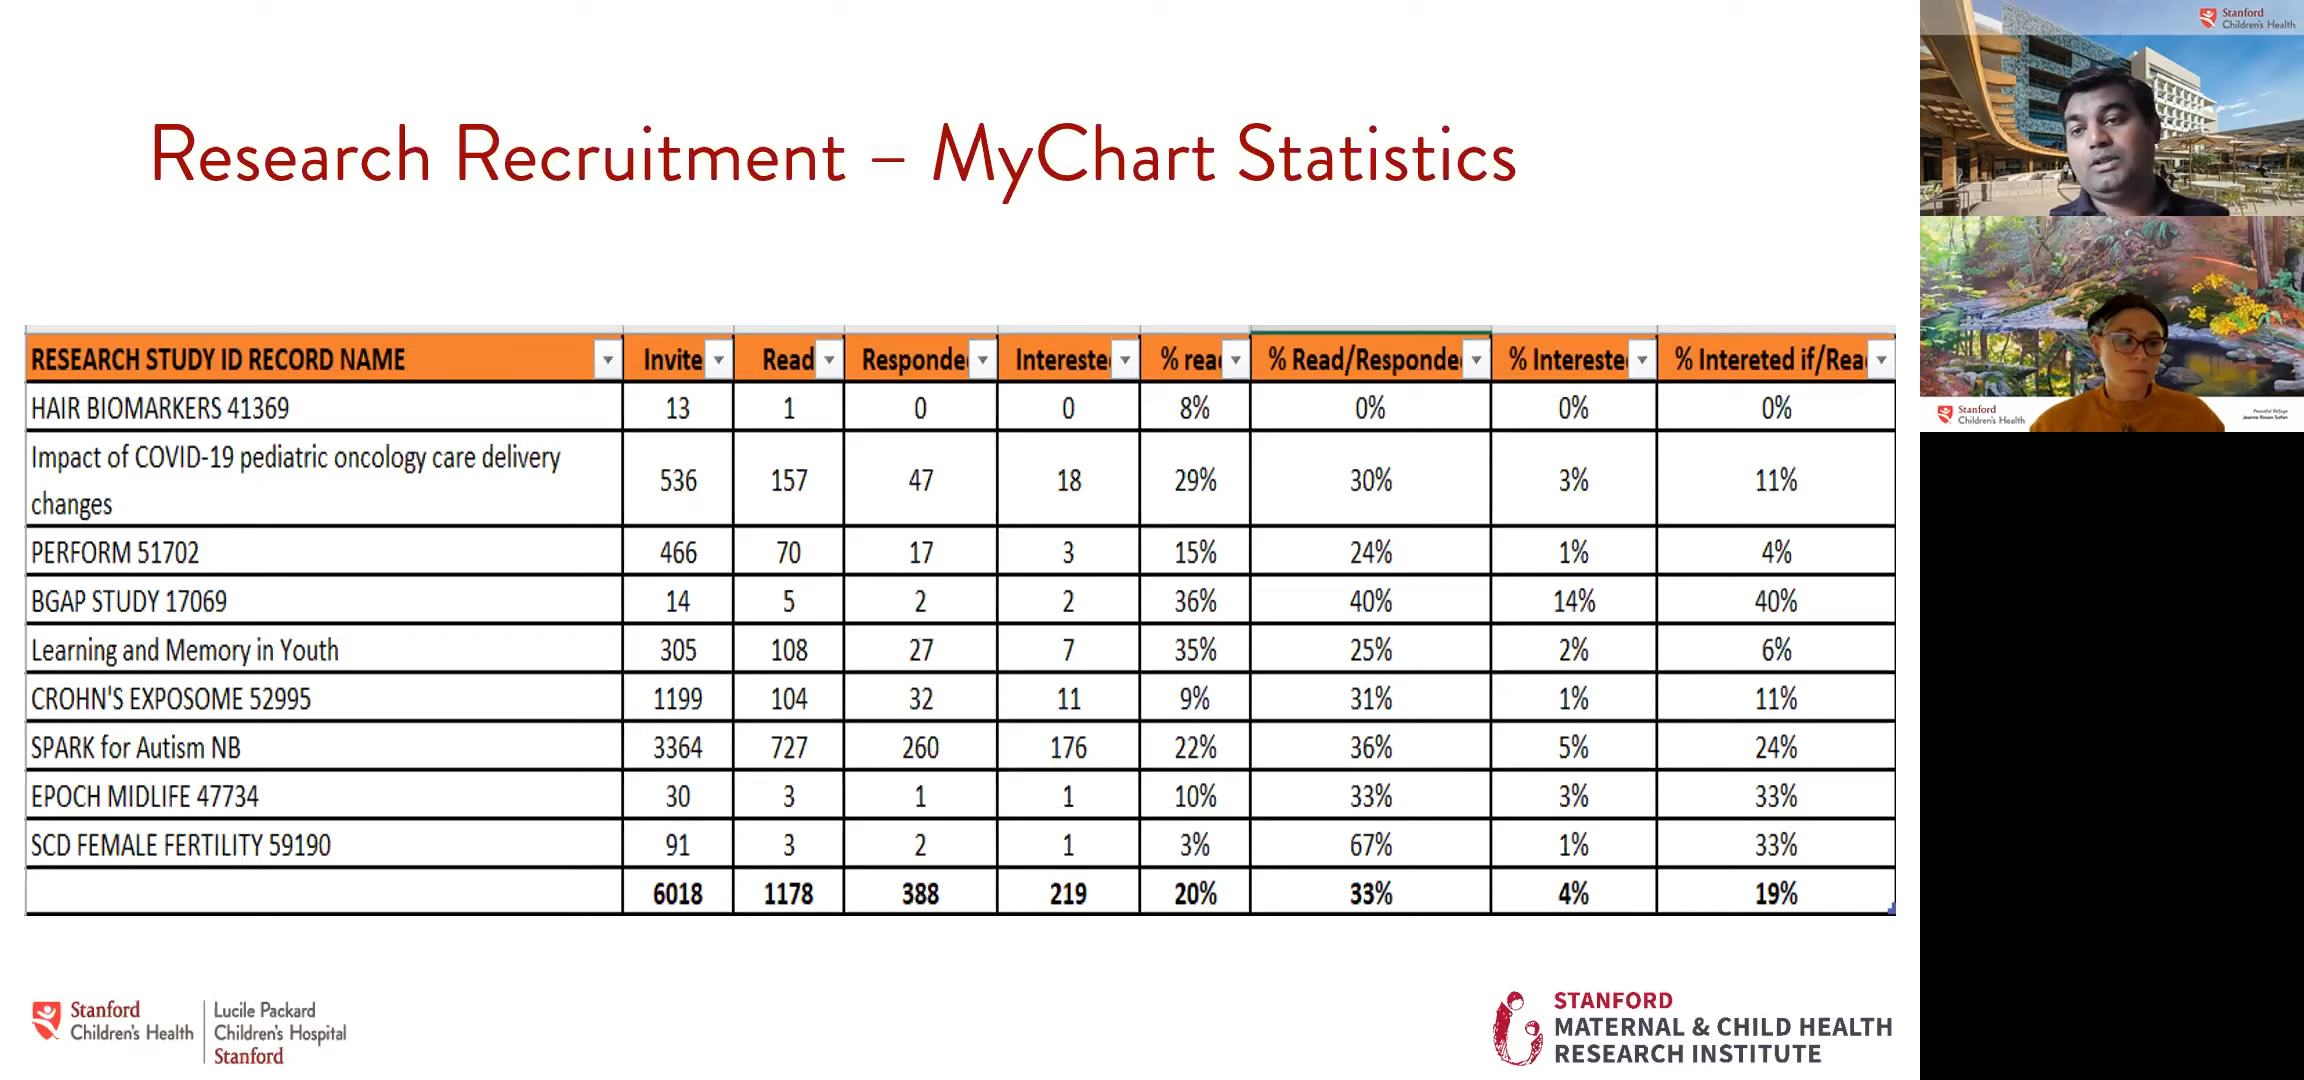 Research Recruitment – MyChart Statistics
RESEARCH STUDY ID RECORD NAME Invite Read Responde Intereste % rea % Read/Responde % Intereste % Intereted if/Rea
HAIR BIOMARKERS 41369 13 1 0 0 8% 0% 0% 0%
Impact of COVID-19 pediatric oncology care delivery
changes 536 157 47 18 29% 30% 3% 11%
PERFORM 51702 466 70 17 3 15% 24% 1% 4%
BGAP STUDY 17069 14 5 2 2 36% 40% 14% 40%
Learning and Memory in Youth 305 108 27 7 35% 25% 2% 6%
CROHN'S EXPOSOME 52995 1199 104 32 11 9% 31% 1% 11%
SPARK for Autism NB 3364 727 260 176 22% 36% 5% 24%
EPOCH MIDLIFE 47734 30 3 1 1 10% 33% 3% 33%
SCD FEMALE FERTILITY 59190 91 3 2 1 3% 67% 1% 33%
6018 1178 388 219 20% 33% 4% 19%
Stanford
Children's Health
Lucile Packard
Children's Hospital
Stanford
STANFORD
MATERNAL & CHILD HEALTH
RESEARCH INSTITUTE
Stanford
Children's Health
Stanford
Children's Health
Peaceful Refuge